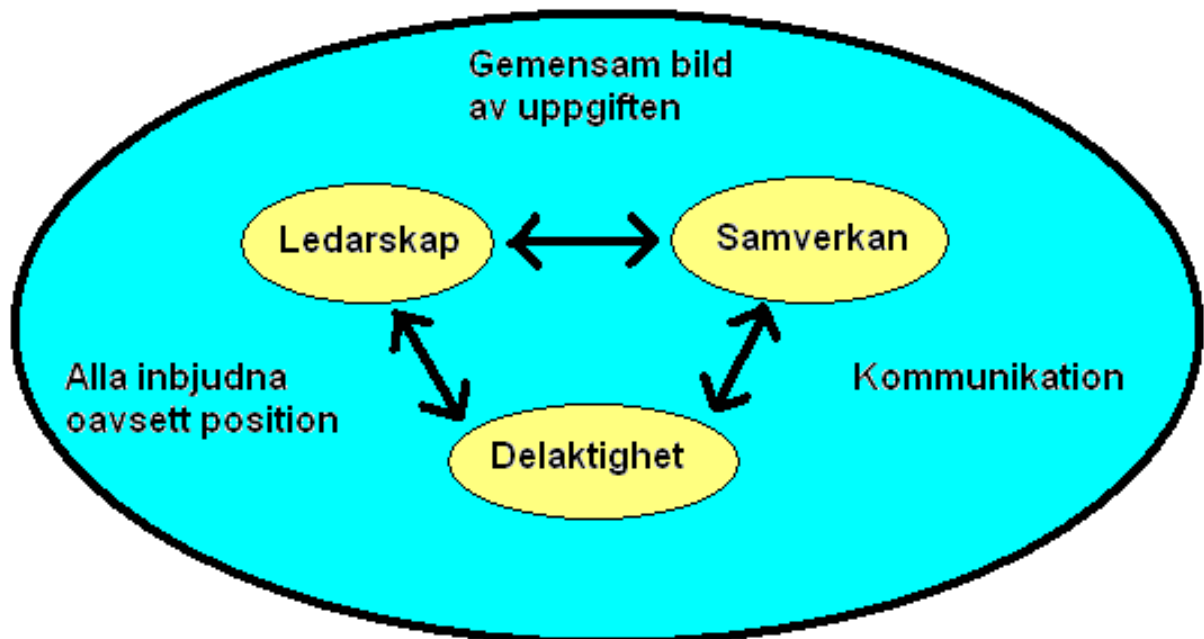 Gemensam bild
av uppgiften
Ledarskap
Samverkan
Alla inbjudna
oavsett position
Kommunikation
Delaktighet